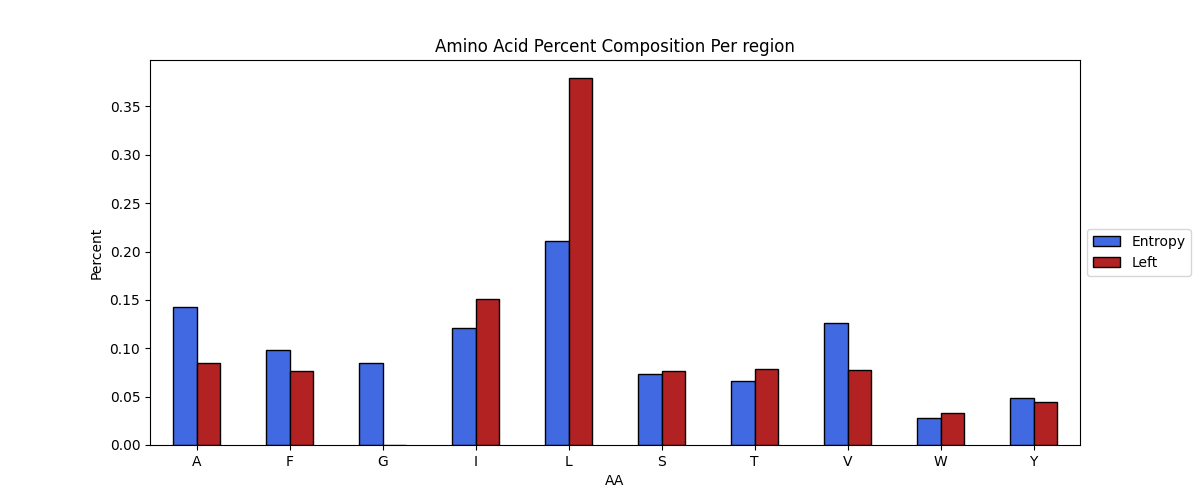 Amino Acid Percent Composition Per region
0.35
0.30
0.25
0.20
0.15
0.10
0.05
0.00
Percent
A F G I L S T V W Y
AA
Entropy
Left